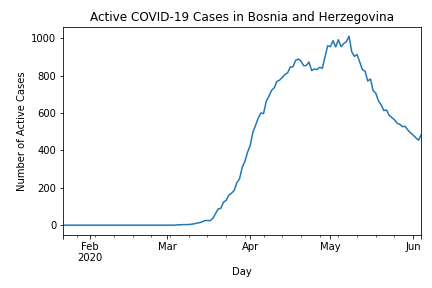 Active COVID-19 Cases in Bosnia and Herzegovina
Number of Active Cases
1000
800
600
400
200
0
Feb Mar Apr May Jun
2020
Day